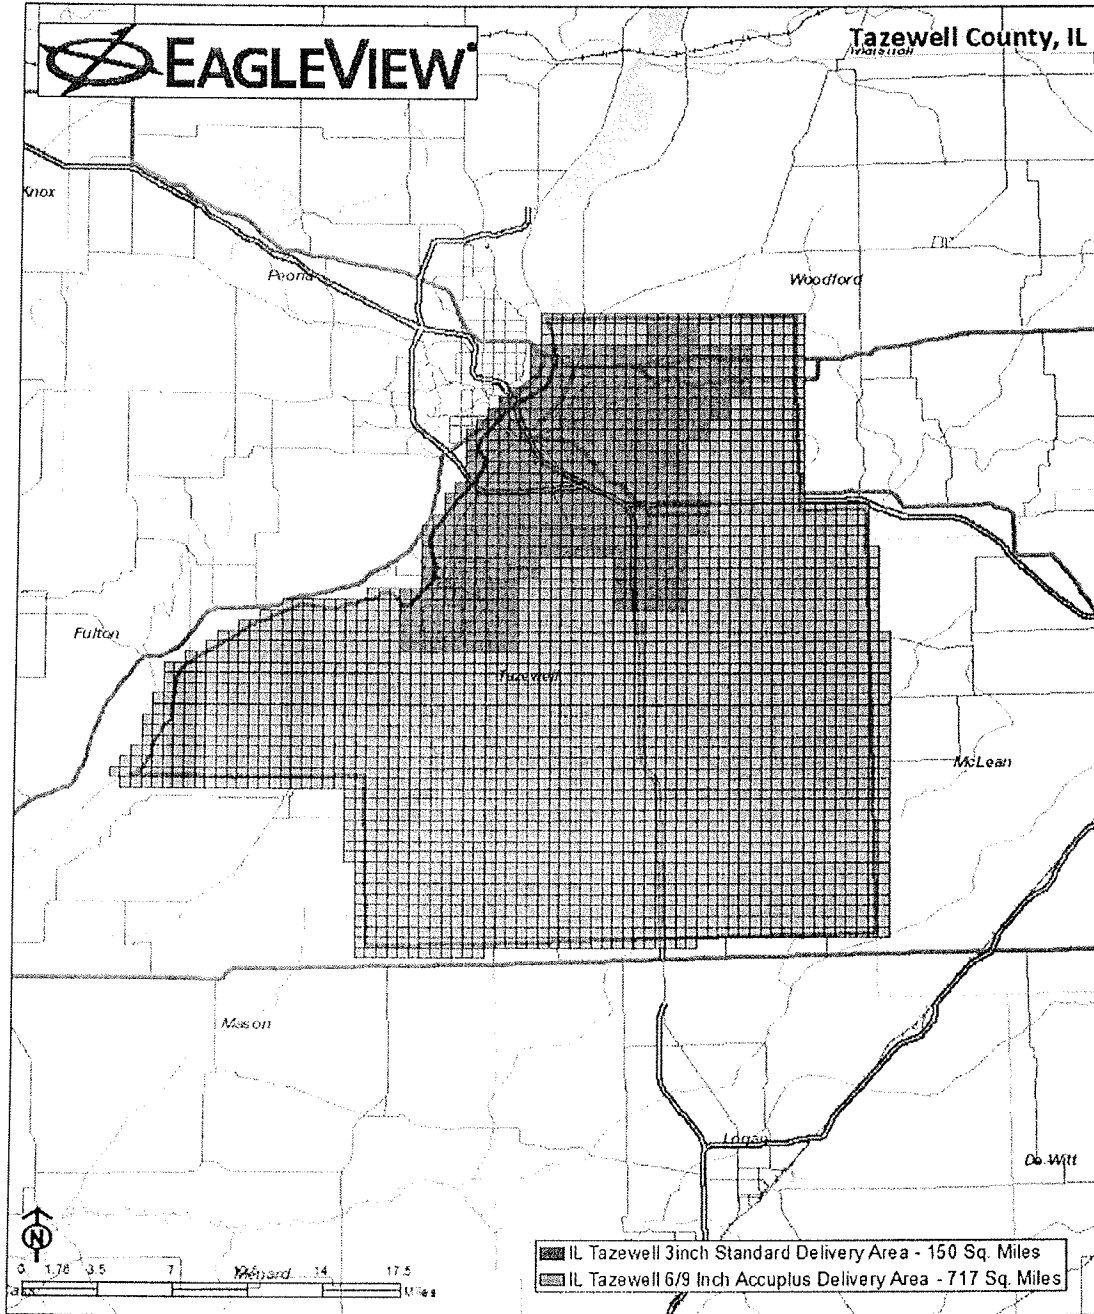 EAGLEVIEW®
Tazewell County, IL
Marshall
Knox
Peoria
Woodford
Fulton
Tazewell
McLean
Mason
Logan
De Witt
N
0 1.75 3.5 7 14 17.5
Menard
Miles
IL Tazewell 3inch Standard Delivery Area - 150 Sq. Miles
IL Tazewell 6/9 Inch Accuplus Delivery Area - 717 Sq. Miles